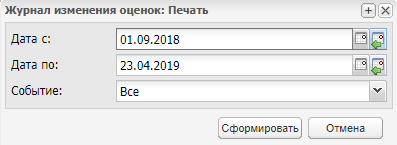 Журнал изменения оценок: Печать
Дата с: 01.09.2018
Дата по: 23.04.2019
Событие: Все
Сформировать Отмена